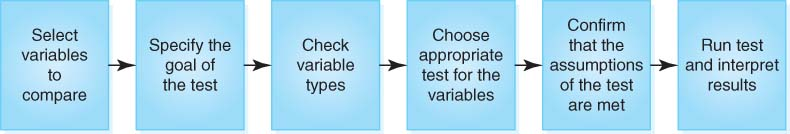 Select
variables
to
compare
Specify the
goal of
the test
Check
variable
types
Choose
appropriate
test for the
variables
Confirm
that the
assumptions
of the test
are met
Run test
and interpret
results